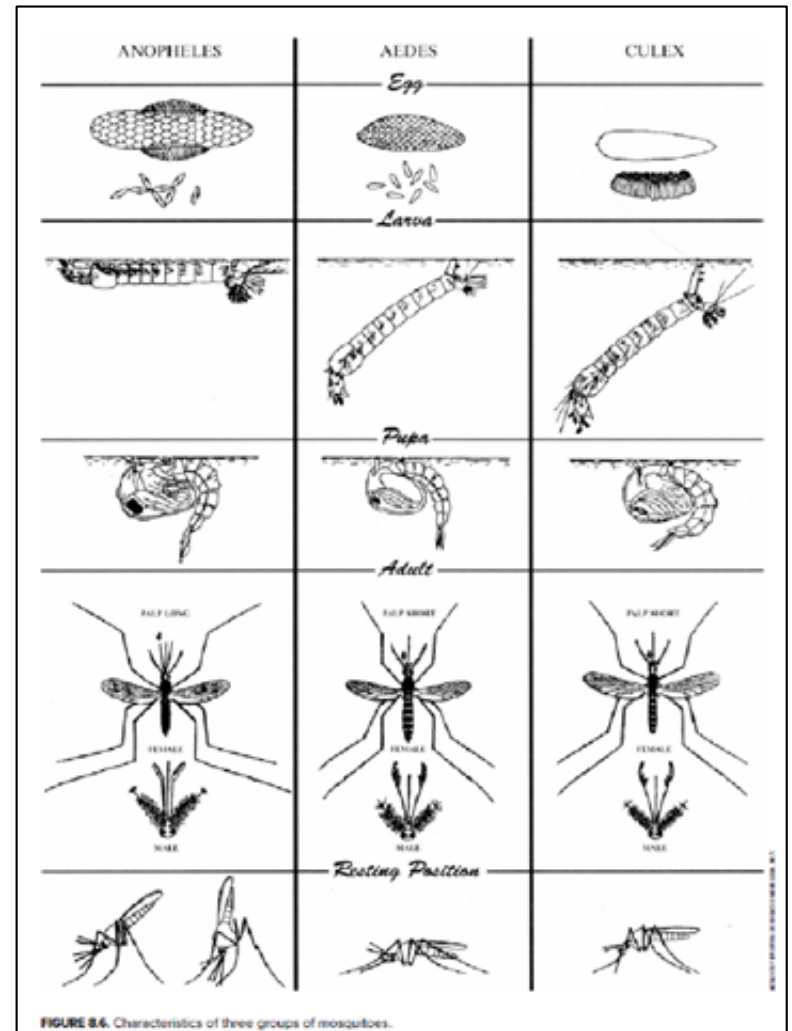 ANOPHELES AEDES CULEX
Egg
Larva
Pupa
Adult
PALP LONG PALP SHORT PALP SHORT
FEMALE FEMALE FEMALE
MALE MALE MALE
Resting Position
FIGURE 8.6. Characteristics of three groups of mosquitoes.